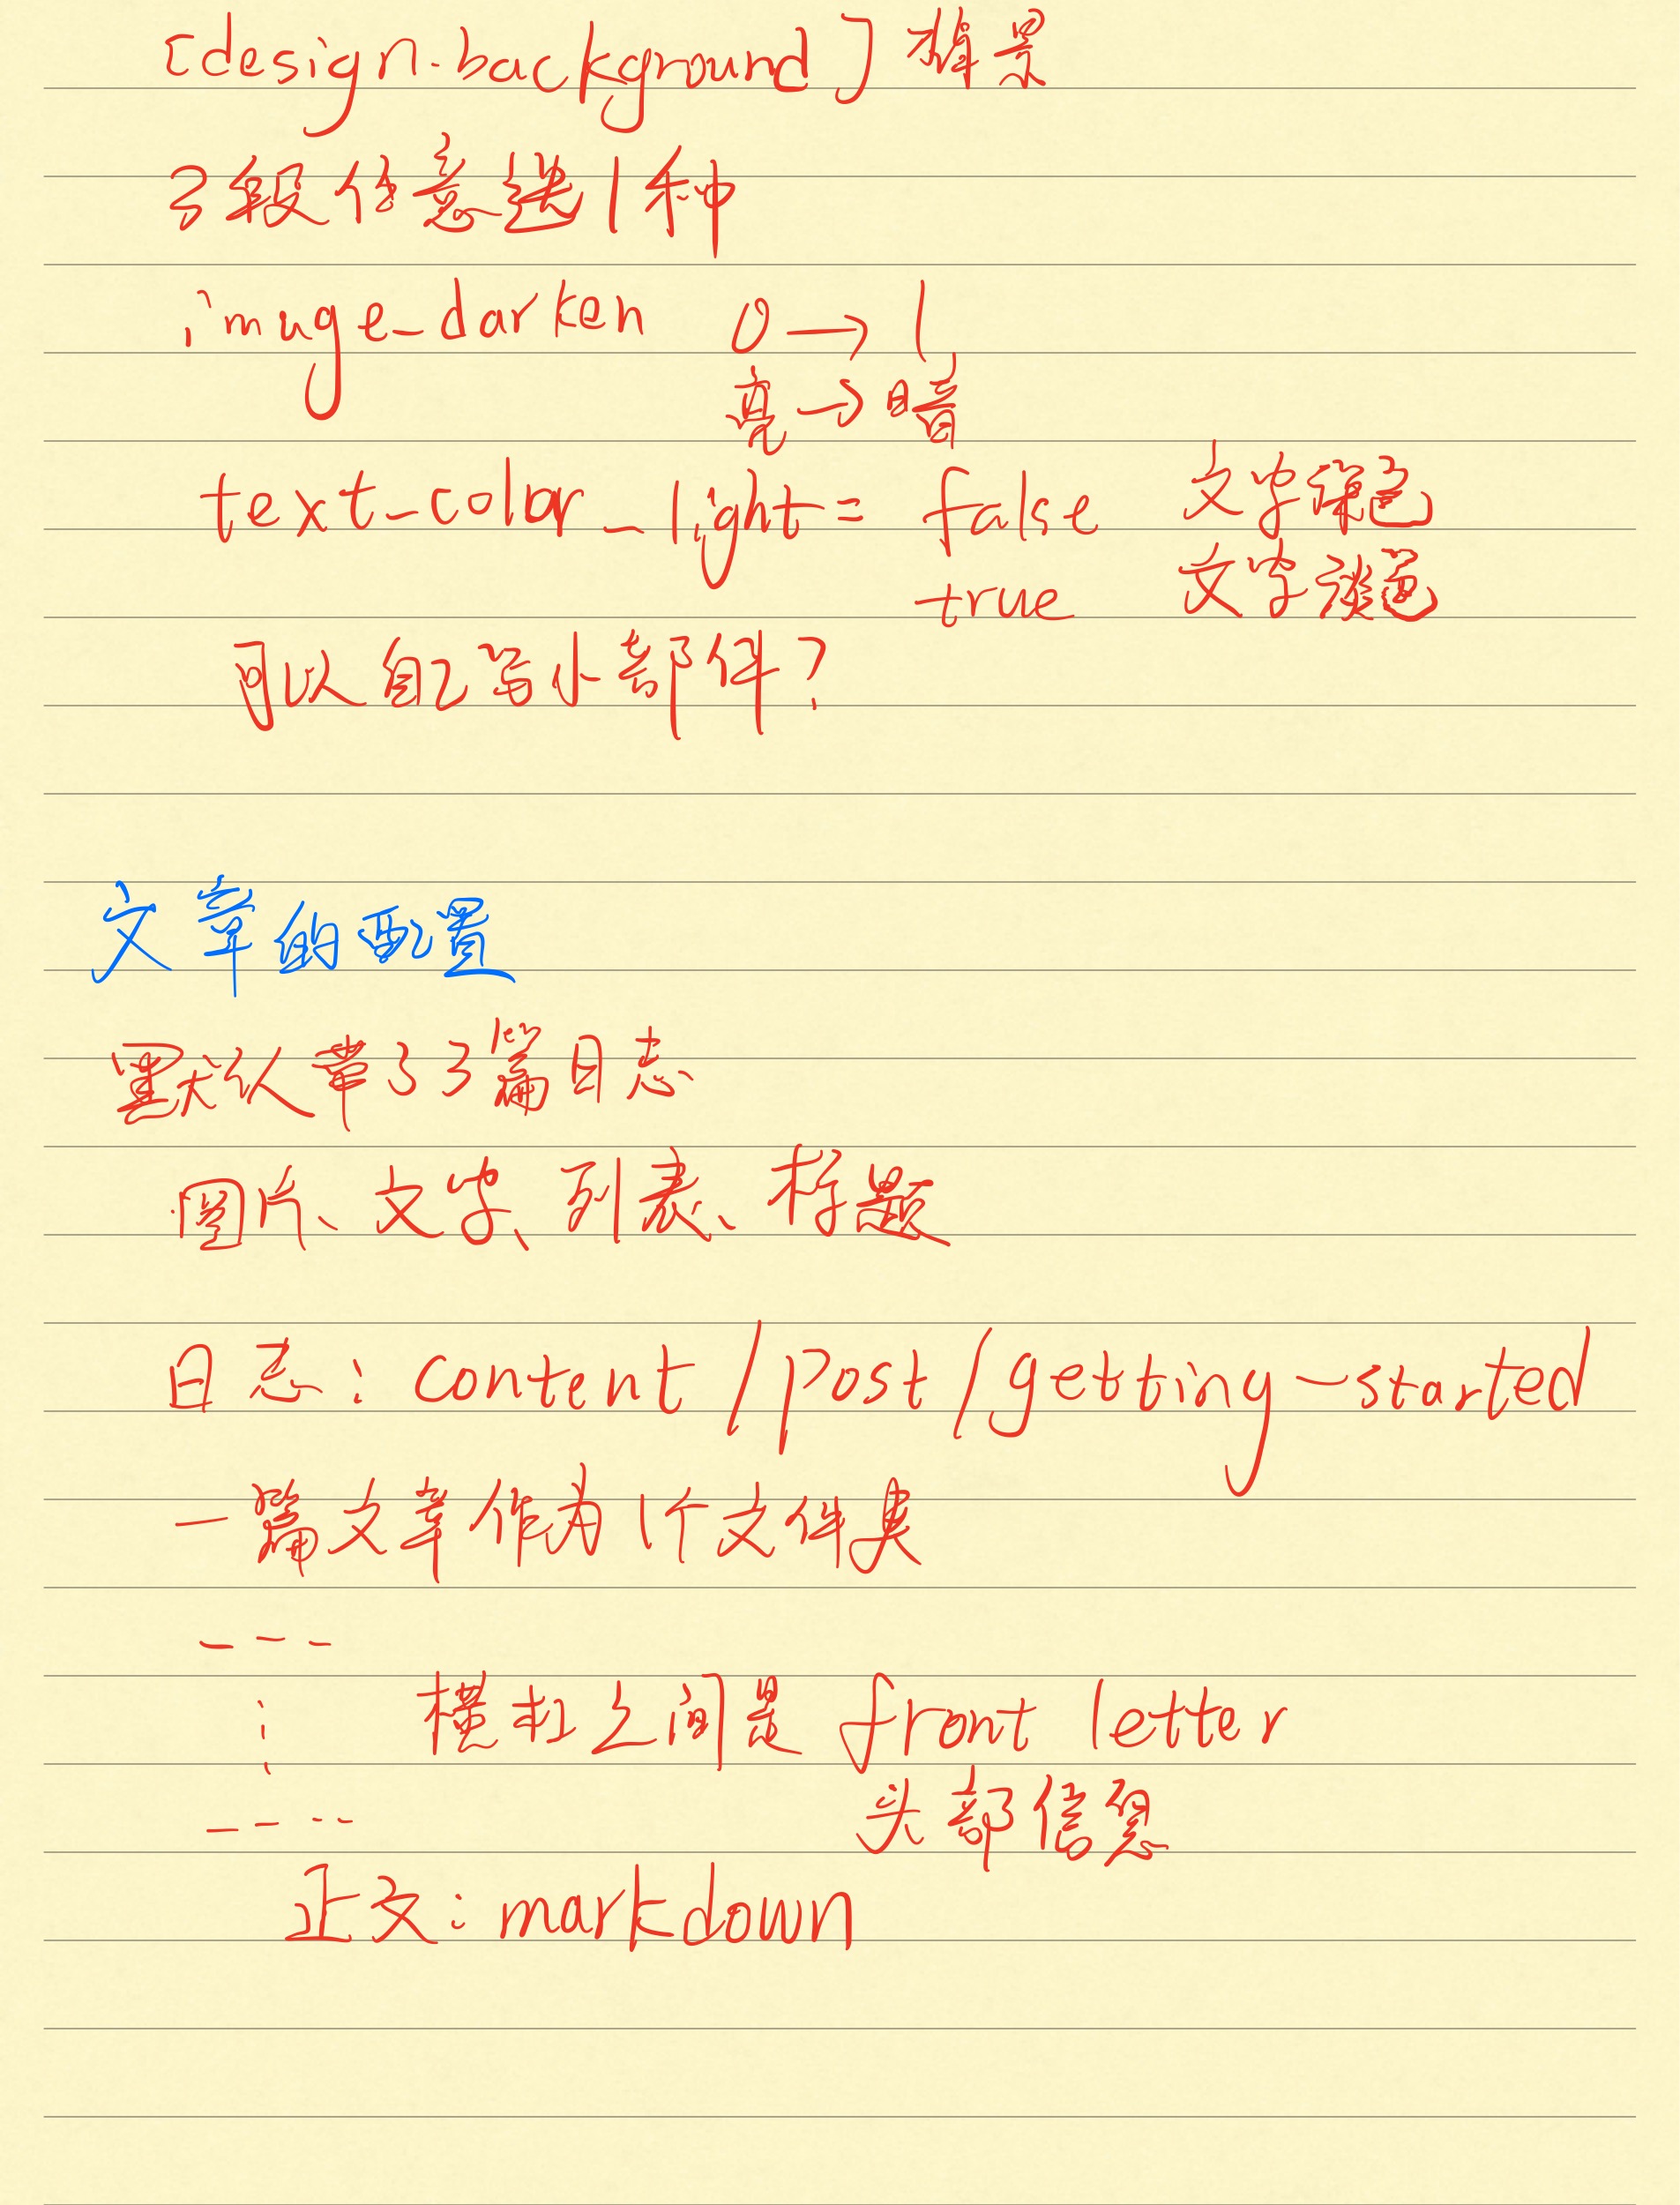 [design.background] 背景
3段任意选1种
image_darken 0→1
亮→暗
text_color_light= false 文字深色
true 文字淡色
可以自己写小部件?
文章的配置
默认带了3篇日志
图片、文字、列表、标题
日志: content/post/getting-started
一篇文章作为1个文件夹
---
⋮ 横杠之间是 front letter
----
头部信息
正文: markdown